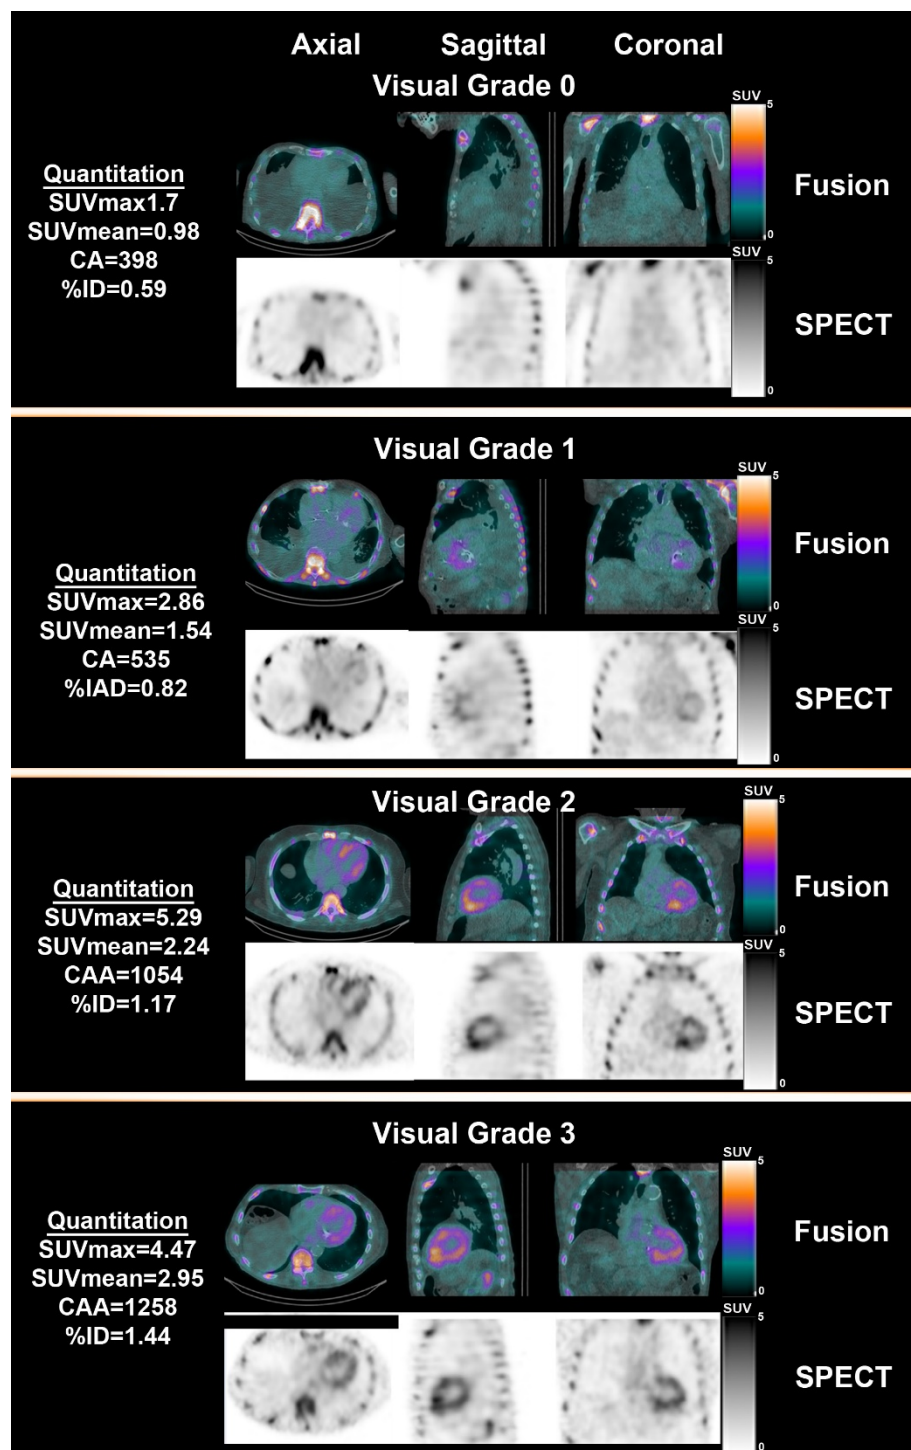 Axial Sagittal Coronal
Visual Grade 0
SUV
5
Quantitation
SUVmax1.7
SUVmean=0.98
CA=398
%ID=0.59
Fusion
0
5
SPECT
0
Visual Grade 1
SUV
5
Quantitation
SUVmax=2.86
SUVmean=1.54
CA=535
%IAD=0.82
Fusion
0
5
SPECT
0
Visual Grade 2
SUV
5
Quantitation
SUVmax=5.29
SUVmean=2.24
CAA=1054
%ID=1.17
Fusion
0
5
SPECT
0
Visual Grade 3
SUV
5
Quantitation
SUVmax=4.47
SUVmean=2.95
CAA=1258
%ID=1.44
Fusion
0
5
SPECT
0